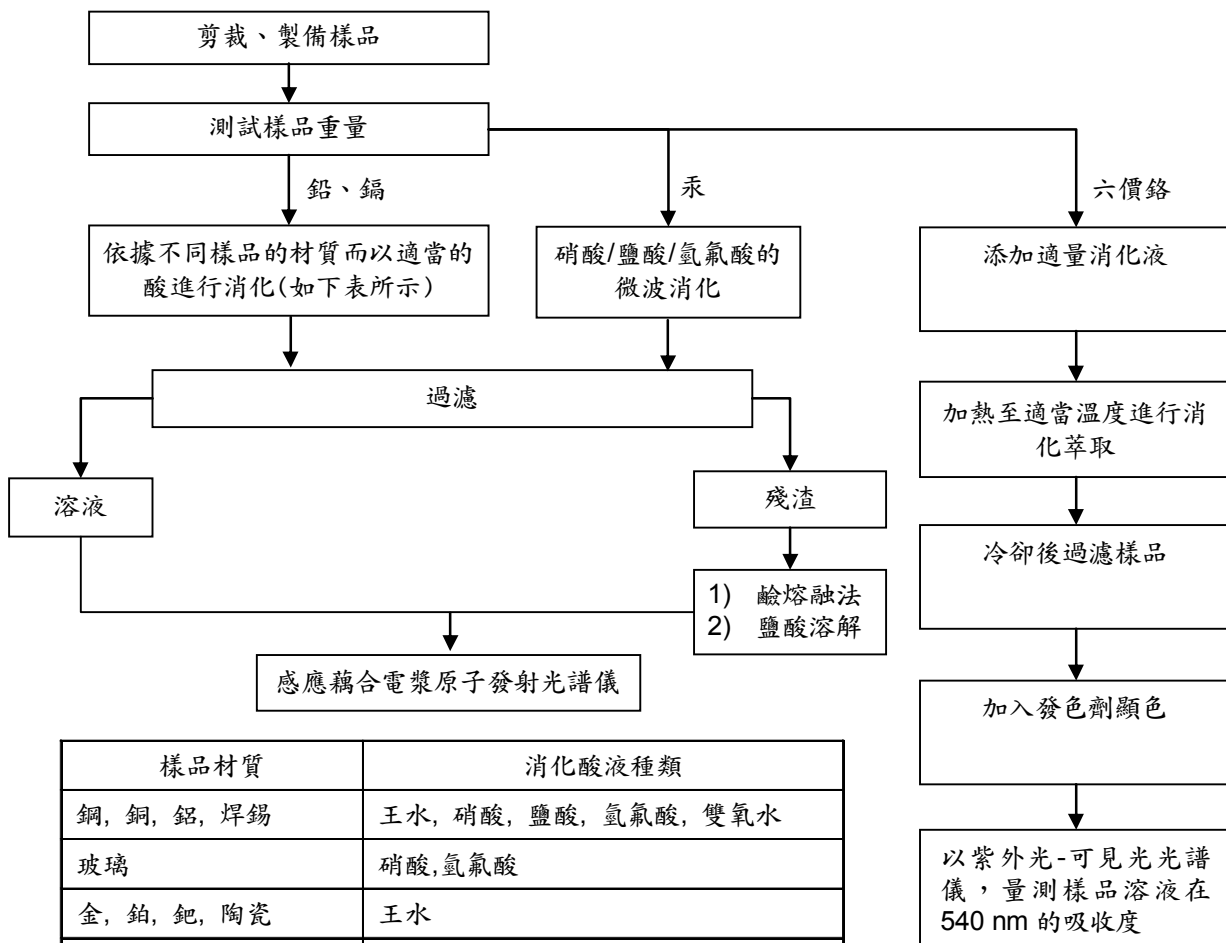 剪裁、製備樣品
測試樣品重量
鉛、鎘
汞
六價鉻
依據不同樣品的材質而以適當的
酸進行消化(如下表所示)
硝酸/鹽酸/氫氟酸的
微波消化
添加適量消化液
過濾
加熱至適當溫度進行消
化萃取
溶液
殘渣
冷卻後過濾樣品
1) 鹼熔融法
2) 鹽酸溶解
感應藕合電漿原子發射光譜儀
加入發色劑顯色
樣品材質 消化酸液種類
鋼, 銅, 鋁, 焊錫 王水, 硝酸, 鹽酸, 氫氟酸, 雙氧水
玻璃 硝酸,氫氟酸
金, 鉑, 鈀, 陶瓷 王水
以紫外光-可見光光譜
儀，量測樣品溶液在
540 nm 的吸收度